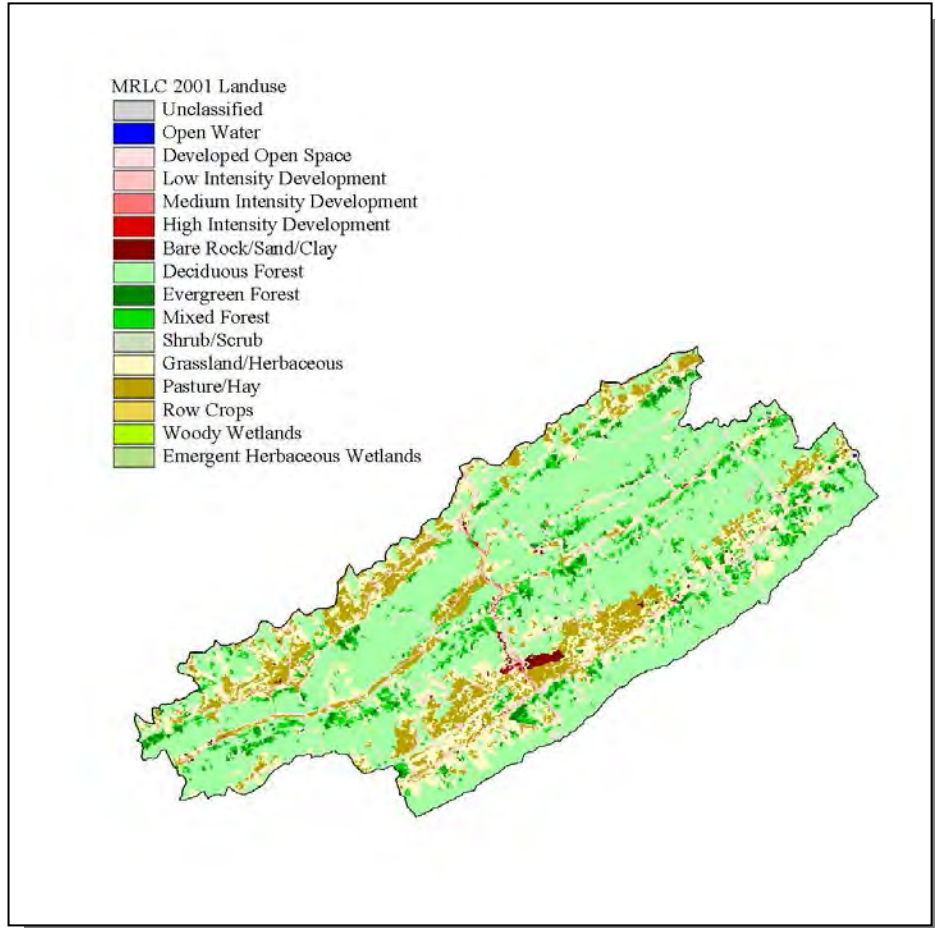 MRLC 2001 Landuse
Unclassified
Open Water
Developed Open Space
Low Intensity Development
Medium Intensity Development
High Intensity Development
Bare Rock/Sand/Clay
Deciduous Forest
Evergreen Forest
Mixed Forest
Shrub/Scrub
Grassland/Herbaceous
Pasture/Hay
Row Crops
Woody Wetlands
Emergent Herbaceous Wetlands